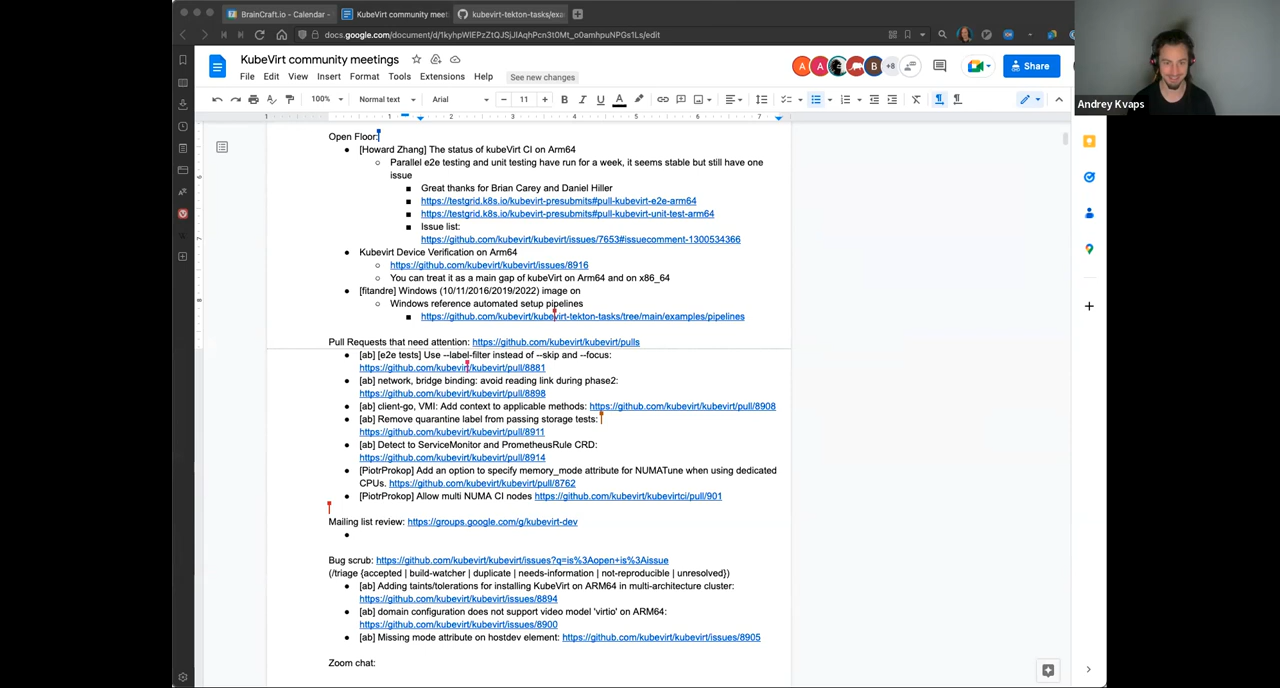 BrainCraft.io - Calendar -
KubeVirt community meet
kubevirt-tekton-tasks/exa
docs.google.com/document/d/1kyhpWlEPzZtQJSjJlAqhPcn3t0Mt_o0amhpuNPGs1Ls/edit
KubeVirt community meetings
File Edit View Insert Format Tools Extensions Help
See new changes
A A B +8
Share
100% Normal text Arial 11 B I U A
1 1 2 3 4 5 6 7
Andrey Kvaps
Open Floor:
• [Howard Zhang] The status of kubeVirt CI on Arm64
○ Parallel e2e testing and unit testing have run for a week, it seems stable but still have one
issue
■ Great thanks for Brian Carey and Daniel Hiller
■ https://testgrid.k8s.io/kubevirt-presubmits#pull-kubevirt-e2e-arm64
■ https://testgrid.k8s.io/kubevirt-presubmits#pull-kubevirt-unit-test-arm64
■ Issue list:
https://github.com/kubevirt/kubevirt/issues/7653#issuecomment-1300534366
• Kubevirt Device Verification on Arm64
○ https://github.com/kubevirt/kubevirt/issues/8916
○ You can treat it as a main gap of kubeVirt on Arm64 and on x86_64
• [fitandre] Windows (10/11/2016/2019/2022) image on
○ Windows reference automated setup pipelines
■ https://github.com/kubevirt/kubevirt-tekton-tasks/tree/main/examples/pipelines
Pull Requests that need attention: https://github.com/kubevirt/kubevirt/pulls
• [ab] [e2e tests] Use --label-filter instead of --skip and --focus:
https://github.com/kubevirt/kubevirt/pull/8881
• [ab] network, bridge binding: avoid reading link during phase2:
https://github.com/kubevirt/kubevirt/pull/8898
• [ab] client-go, VMI: Add context to applicable methods: https://github.com/kubevirt/kubevirt/pull/8908
• [ab] Remove quarantine label from passing storage tests:
https://github.com/kubevirt/kubevirt/pull/8911
• [ab] Detect to ServiceMonitor and PrometheusRule CRD:
https://github.com/kubevirt/kubevirt/pull/8914
• [PiotrProkop] Add an option to specify memory_mode attribute for NUMATune when using dedicated
CPUs. https://github.com/kubevirt/kubevirt/pull/8762
• [PiotrProkop] Allow multi NUMA CI nodes https://github.com/kubevirt/kubevirtci/pull/901
Mailing list review: https://groups.google.com/g/kubevirt-dev
•
Bug scrub: https://github.com/kubevirt/kubevirt/issues?q=is%3Aopen+is%3Aissue
(/triage {accepted | build-watcher | duplicate | needs-information | not-reproducible | unresolved})
• [ab] Adding taints/tolerations for installing KubeVirt on ARM64 in multi-architecture cluster:
https://github.com/kubevirt/kubevirt/issues/8894
• [ab] domain configuration does not support video model 'virtio' on ARM64:
https://github.com/kubevirt/kubevirt/issues/8900
• [ab] Missing mode attribute on hostdev element: https://github.com/kubevirt/kubevirt/issues/8905
Zoom chat: